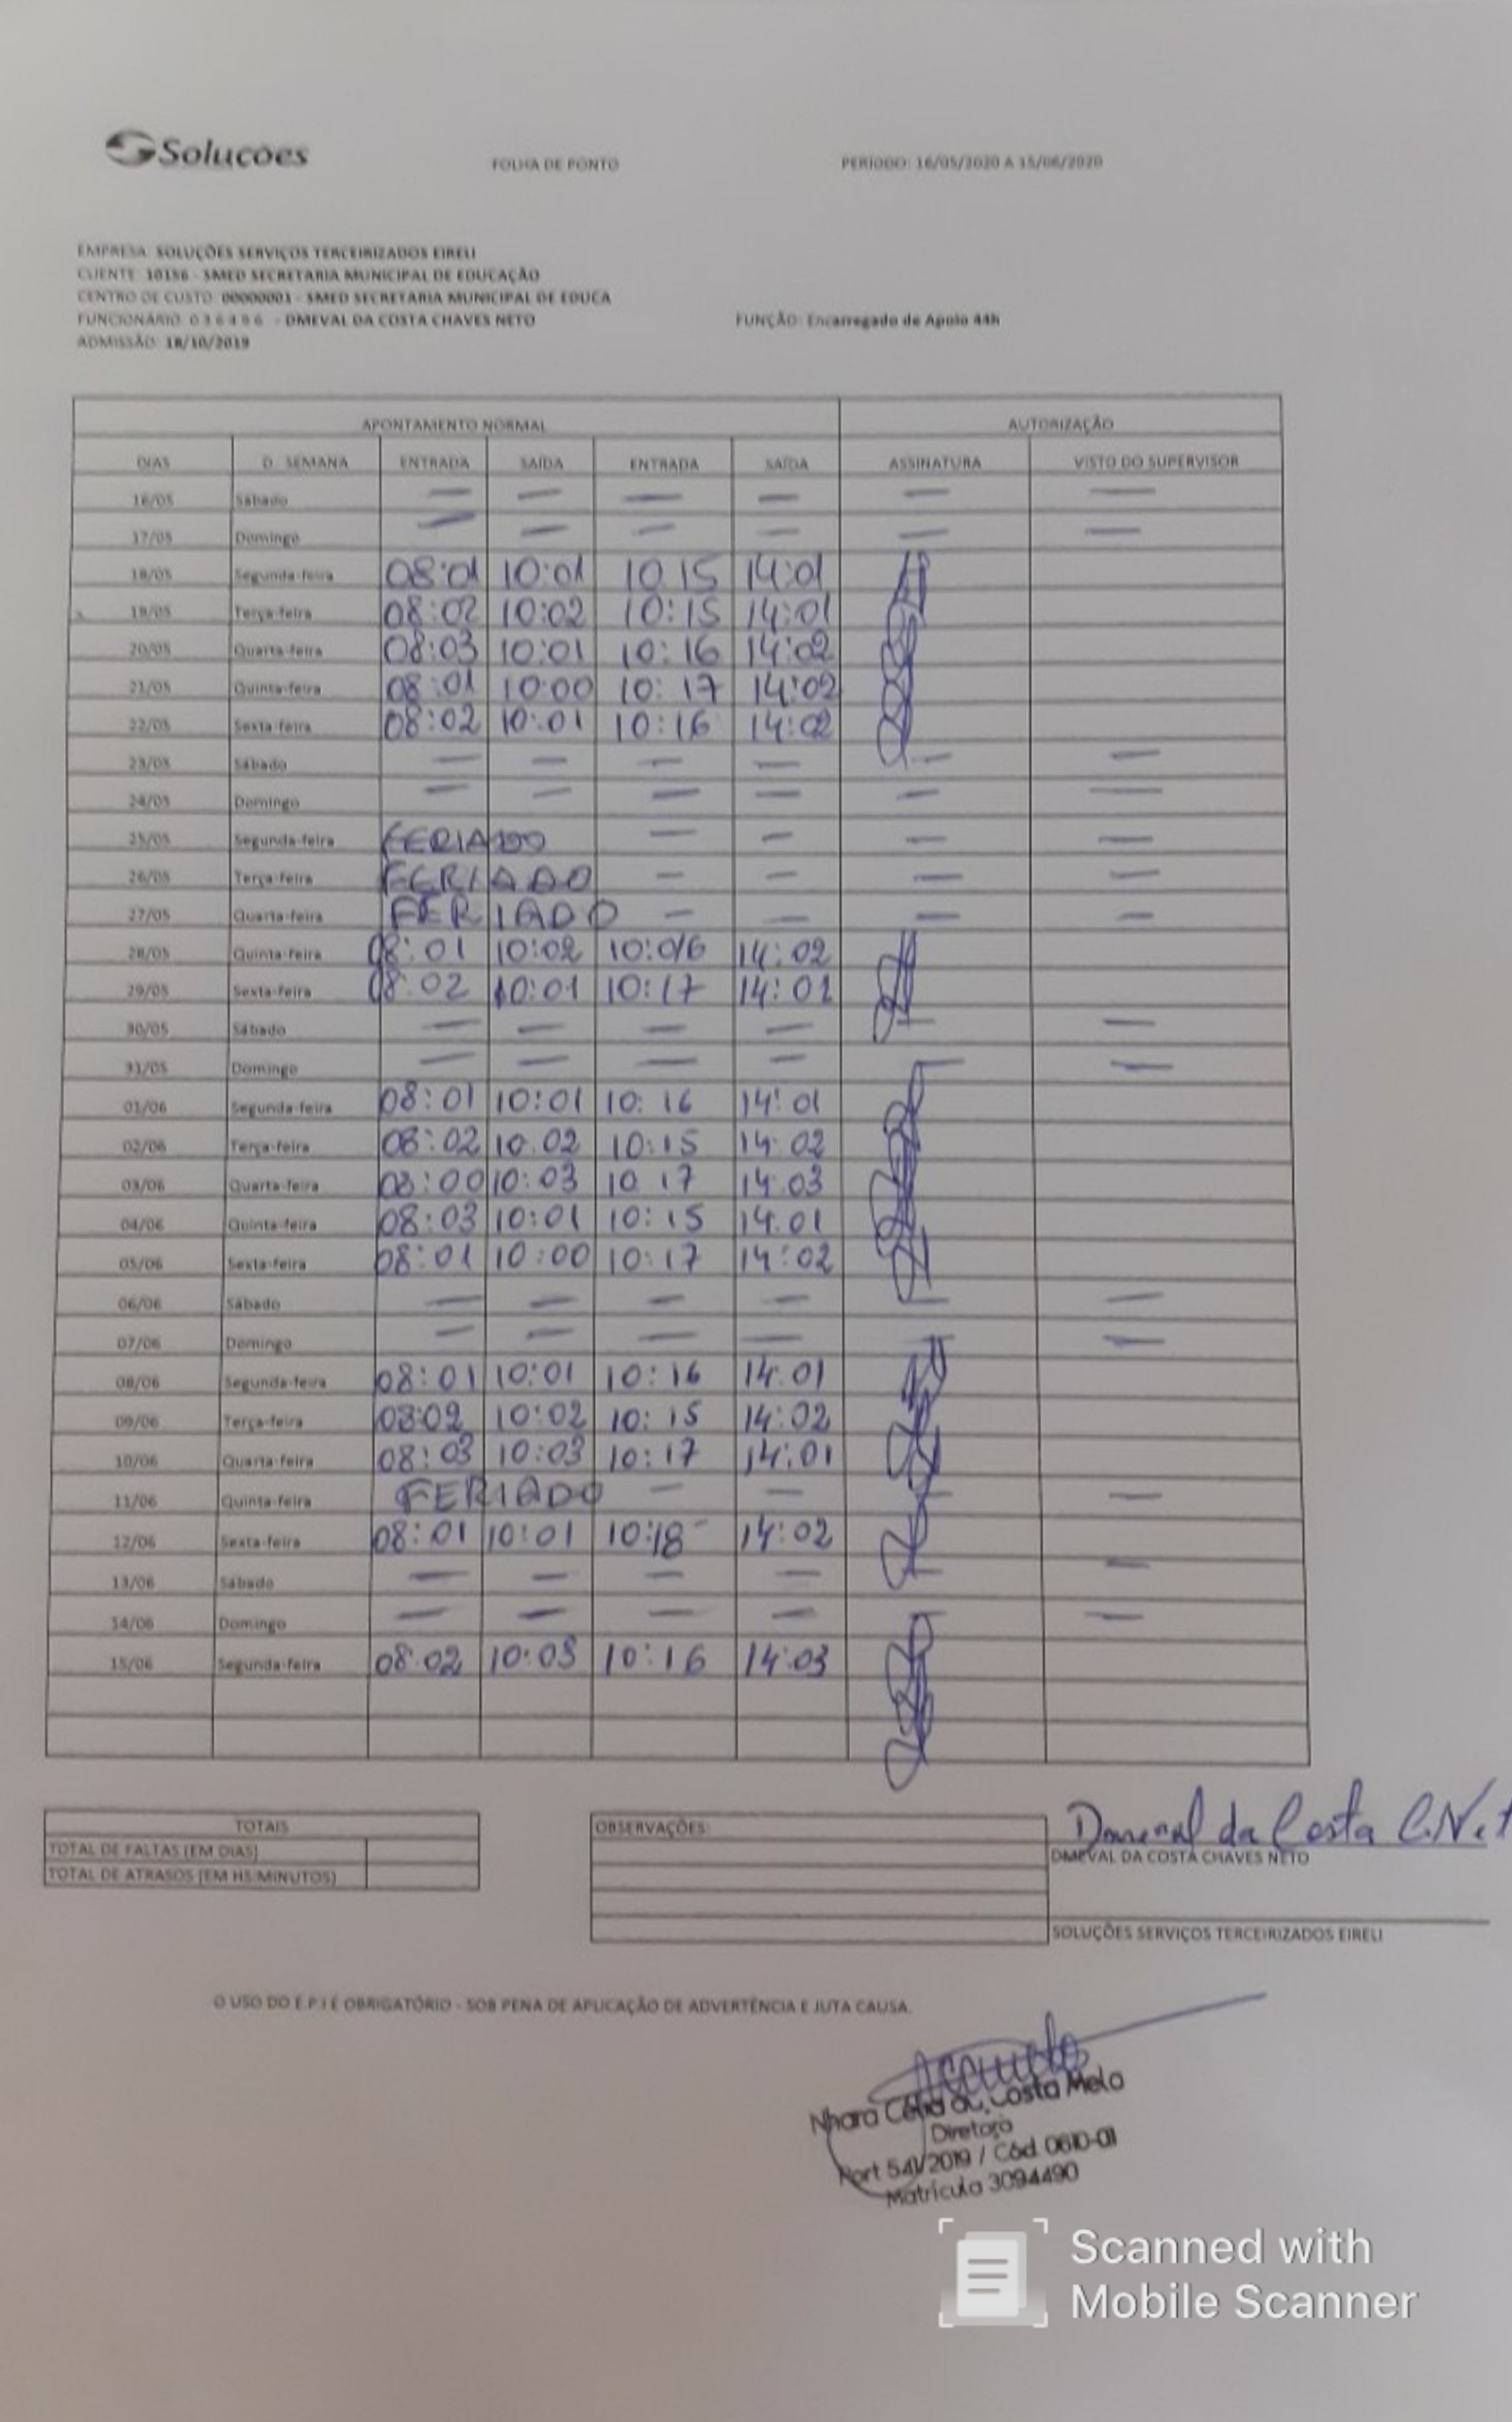 Soluções
FOLHA DE PONTO
PERÍODO: 16/05/2020 A 15/06/2020
EMPRESA: SOLUÇÕES SERVIÇOS TERCEIRIZADOS EIRELI
CLIENTE: 10156 - SMED SECRETARIA MUNICIPAL DE EDUCAÇÃO
CENTRO DE CUSTO: 00000001 - SMED SECRETARIA MUNICIPAL DE EDUCA
FUNCIONÁRIO: 036496 - DMEVAL DA COSTA CHAVES NETO FUNÇÃO: Encarregado de Apoio 44h
ADMISSÃO: 18/10/2019
APONTAMENTO NORMAL AUTORIZAÇÃO
DIAS D. SEMANA ENTRADA SAÍDA ENTRADA SAÍDA ASSINATURA VISTO DO SUPERVISOR
16/05 Sábado — — — — — —
17/05 Domingo — — — — — —
18/05 Segunda-feira 08:01 10:01 10 15 14:01
19/05 Terça-feira 08:02 10:02 10:15 14:01
20/05 Quarta-feira 08:03 10:01 10:16 14:02
21/05 Quinta-feira 08:01 10:00 10:17 14:02
22/05 Sexta-feira 08:02 10:01 10:16 14:02
23/05 Sábado — — — — — —
24/05 Domingo — — — — — —
25/05 Segunda-feira FERIADO — — — —
26/05 Terça-feira FERIADO — — — —
27/05 Quarta-feira FERIADO — — — —
28/05 Quinta-feira 08:01 10:02 10:016 14:02
29/05 Sexta-feira 08:02 10:01 10:17 14:01
30/05 Sábado — — — — — —
31/05 Domingo — — — — — —
01/06 Segunda-feira 08:01 10:01 10:16 14:01
02/06 Terça-feira 08:02 10.02 10:15 14:02
03/06 Quarta-feira 08:00 10:03 10 17 14:03
04/06 Quinta-feira 08:03 10:01 10:15 14.01
05/06 Sexta-feira 08:01 10:00 10:17 14:02
06/06 Sábado — — — — — —
07/06 Domingo — — — — — —
08/06 Segunda-feira 08:01 10:01 10:16 14:01
09/06 Terça-feira 08:02 10:02 10:15 14:02
10/06 Quarta-feira 08:03 10:03 10:17 14:01
11/06 Quinta-feira FERIADO — — — —
12/06 Sexta-feira 08:01 10:01 10:18 14:02
13/06 Sábado — — — — — —
14/06 Domingo — — — — — —
15/06 Segunda-feira 08:02 10:03 10:16 14:03
TOTAIS
TOTAL DE FALTAS (EM DIAS)
TOTAL DE ATRASOS (EM HS/MINUTOS)
OBSERVAÇÕES:
Dmeval da Costa C.Net
DMEVAL DA COSTA CHAVES NETO
SOLUÇÕES SERVIÇOS TERCEIRIZADOS EIRELI
O USO DO E.P.I É OBRIGATÓRIO - SOB PENA DE APLICAÇÃO DE ADVERTÊNCIA E JUTA CAUSA.
Nhara Costa Melo
Diretora
Port 541/2019 / Cód. 0610-01
Matrícula 3094490
Scanned with
Mobile Scanner